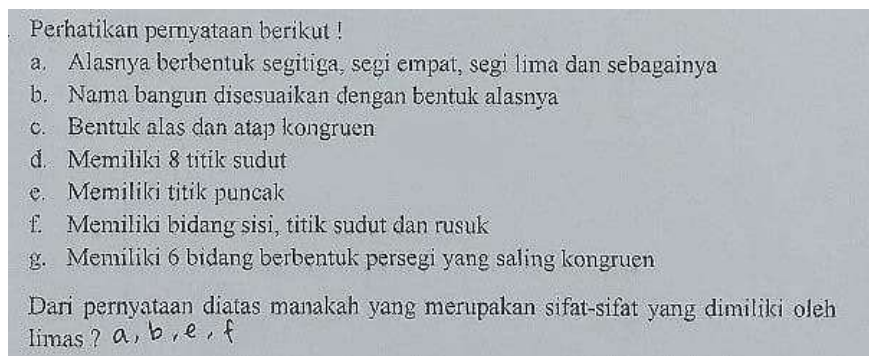 Perhatikan pernyataan berikut !
a. Alasnya berbentuk segitiga, segi empat, segi lima dan sebagainya
b. Nama bangun disesuaikan dengan bentuk alasnya
c. Bentuk alas dan atap kongruen
d. Memiliki 8 titik sudut
e. Memiliki titik puncak
f. Memiliki bidang sisi, titik sudut dan rusuk
g. Memiliki 6 bidang berbentuk persegi yang saling kongruen
Dari pernyataan diatas manakah yang merupakan sifat-sifat yang dimiliki oleh
limas ? a, b, e, f